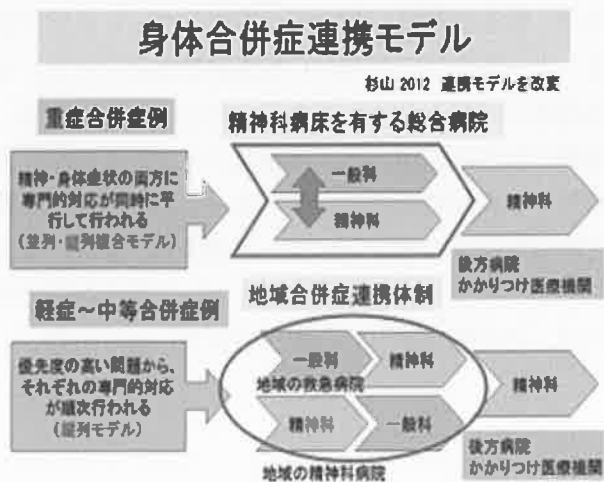 身体合併症連携モデル
杉山 2012 連携モデルを改変
重症合併症例
精神・身体症状の両方に
専門的対応が同時に平
行して行われる
(並列・縦列複合モデル)
精神科病床を有する総合病院
一般科
精神科
精神科
後方病院
かかりつけ医療機関
軽症～中等合併症例
優先度の高い問題から、
それぞれの専門的対応
が順次行われる
(縦列モデル)
地域合併症連携体制
一般科
精神科
地域の救急病院
精神科
一般科
地域の精神科病院
精神科
後方病院
かかりつけ医療機関